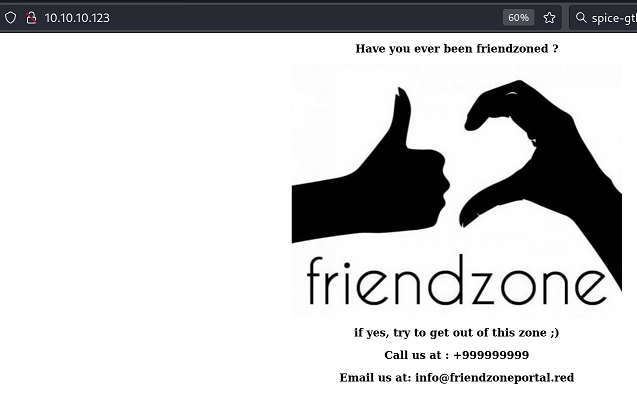 10.10.10.123
60%
spice-gt
Have you ever been friendzoned ?
friendzone
if yes, try to get out of this zone ;)
Call us at : +999999999
Email us at: info@friendzoneportal.red